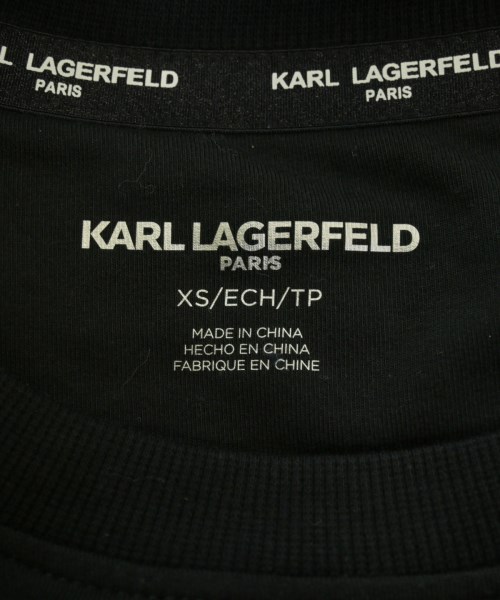 KARL LAGERFELD
PARIS
KARL LAGERFELD
PARIS
KARL LAGERFELD
PARIS
XS/ECH/TP
MADE IN CHINA
HECHO EN CHINA
FABRIQUE EN CHINE